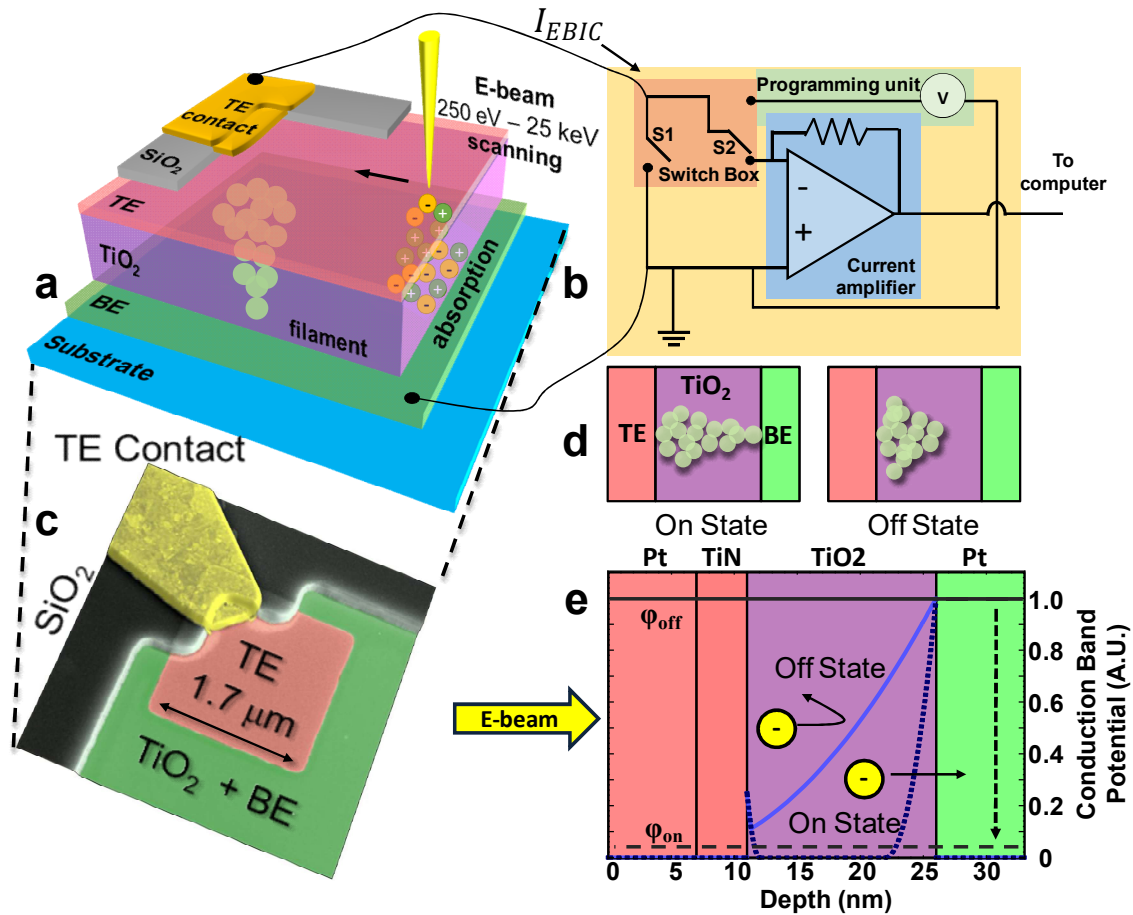 I_EBIC
E-beam
250 eV – 25 keV
scanning
TE
contact
SiO₂
TE
TiO₂
BE
Substrate
filament
absorption
a
-
+
Programming unit
V
S1
S2
Switch Box
-
+
Current
amplifier
To
computer
b
TE Contact
c
SiO₂
TE
1.7 μm
TiO₂ + BE
d
TE
TiO₂
BE
On State
Off State
Pt
TiN
TiO2
Pt
e
φoff
Off State
-
-
On State
φon
E-beam
1.0
0.8
0.6
0.4
0.2
0
Conduction Band
Potential (A.U.)
0
5
10
15
20
25
30
Depth (nm)